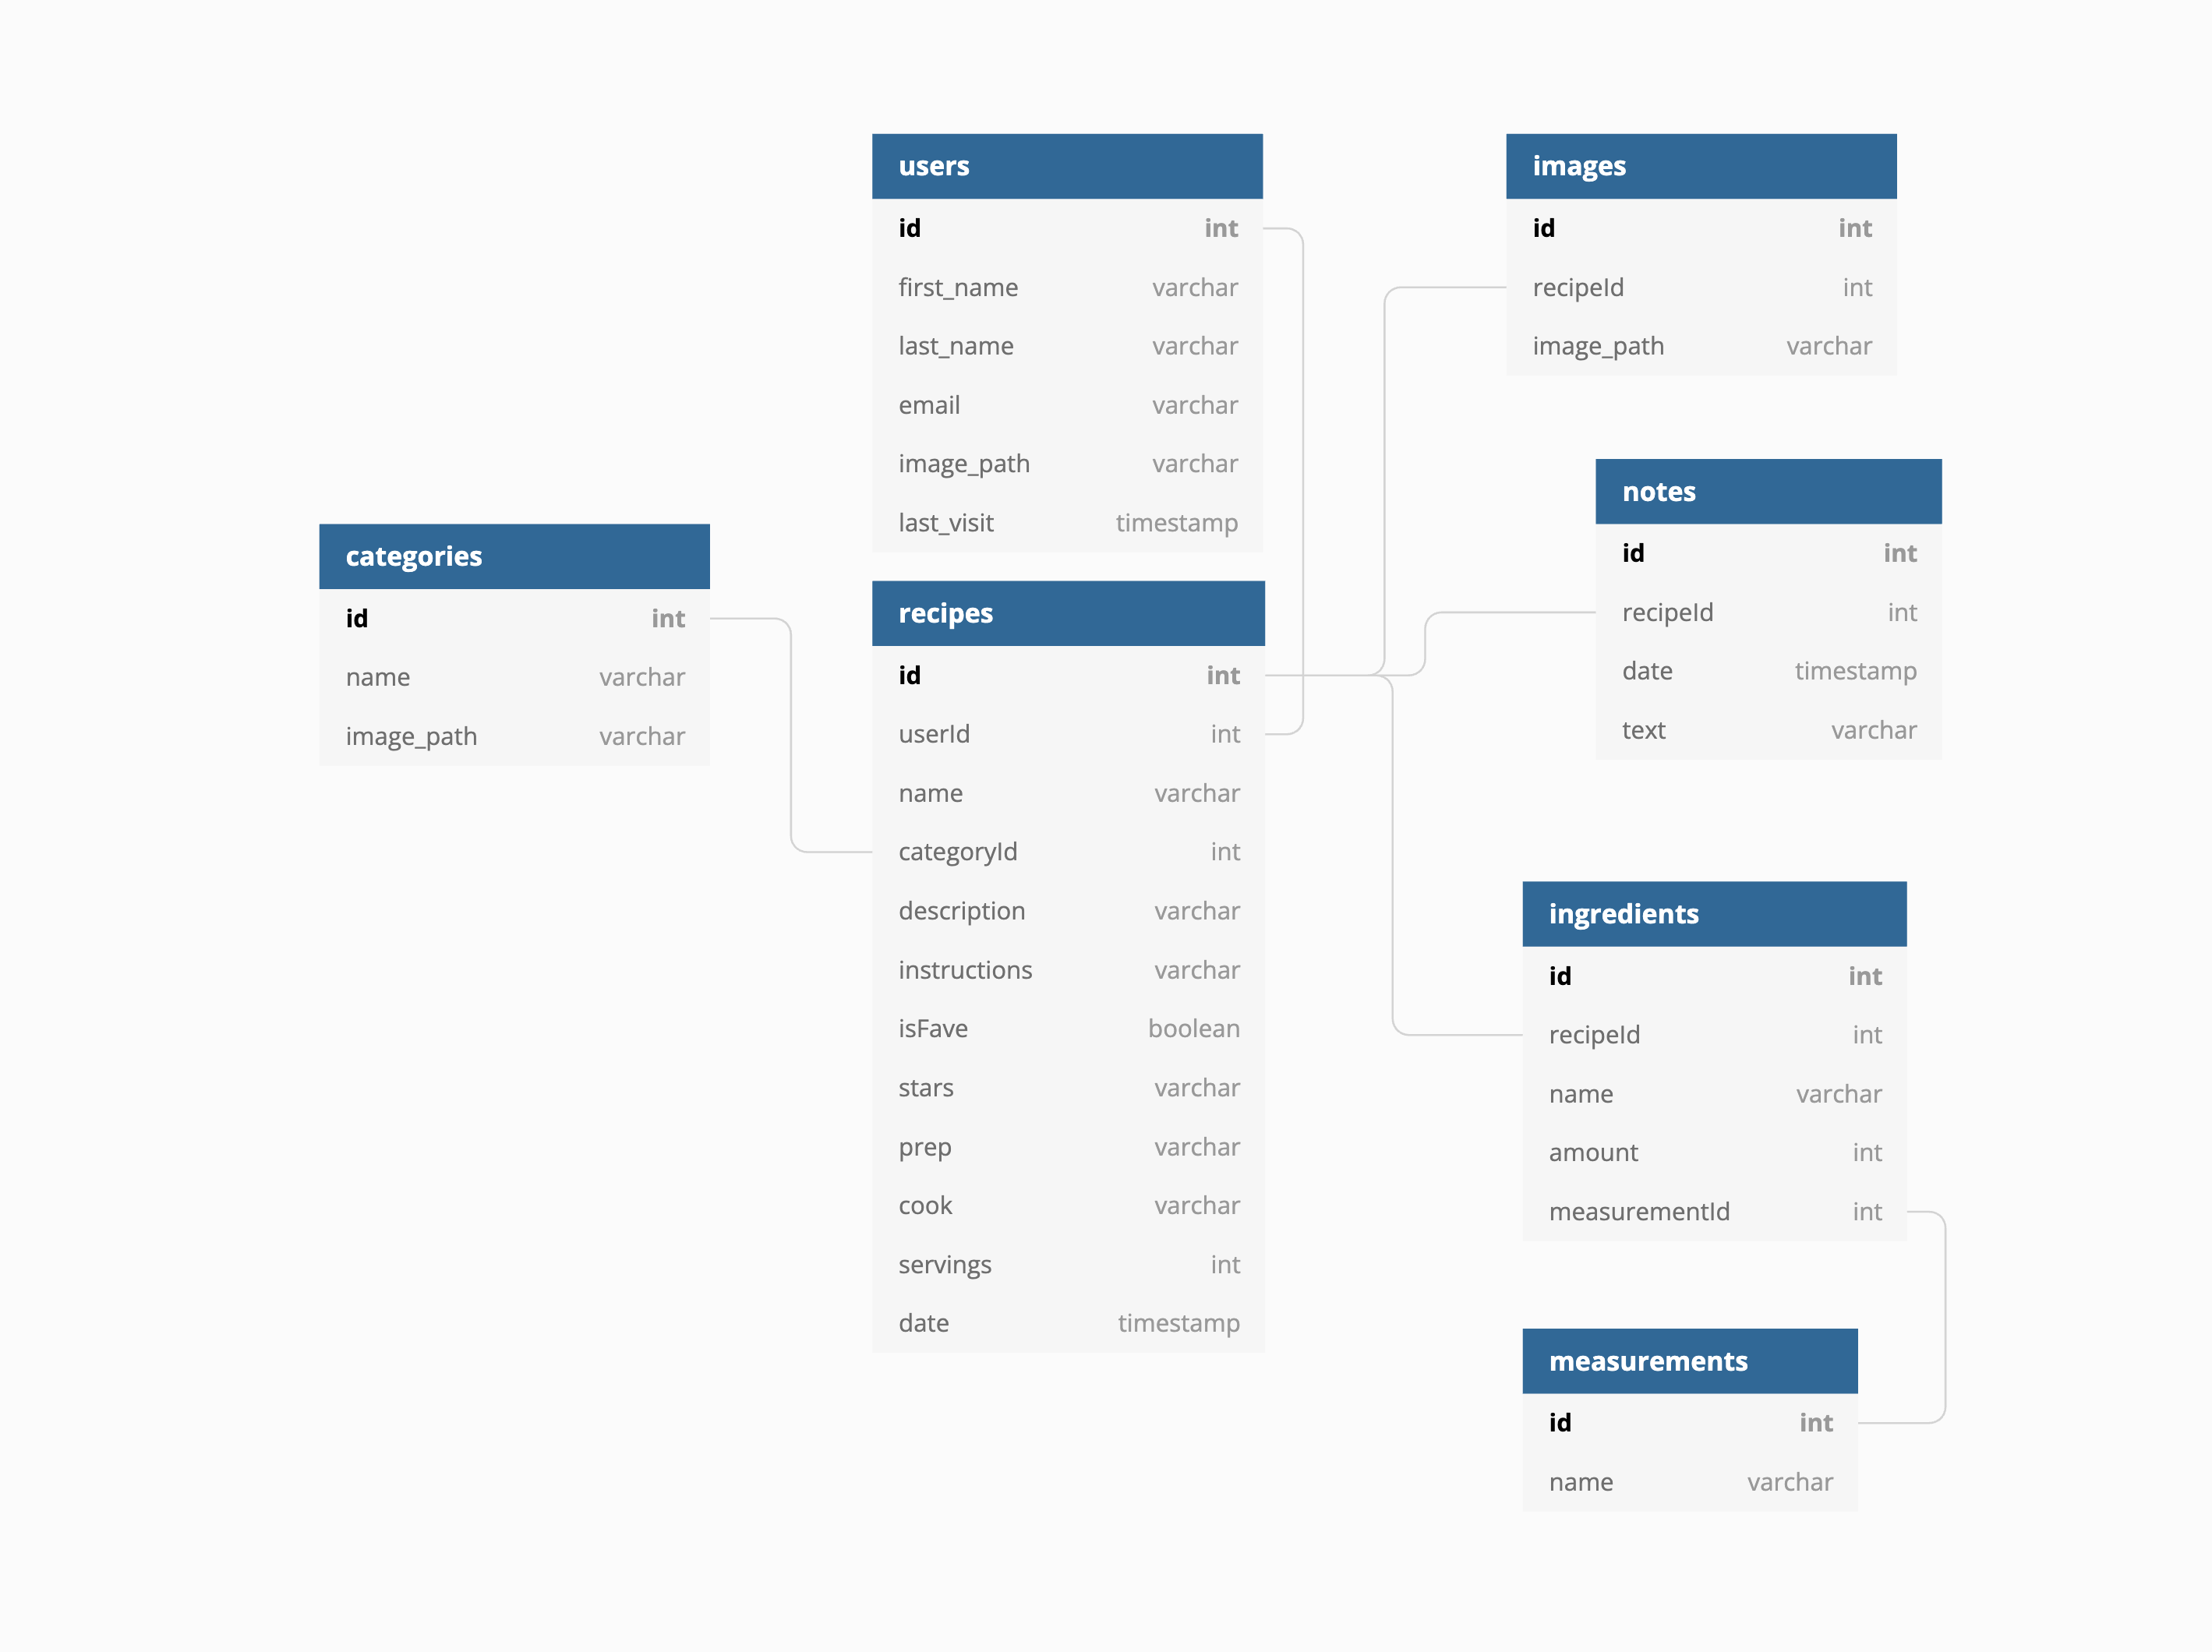 users
id int
first_name varchar
last_name varchar
email varchar
image_path varchar
last_visit timestamp
images
id int
recipeId int
image_path varchar
notes
id int
recipeId int
date timestamp
text varchar
categories
id int
name varchar
image_path varchar
recipes
id int
userId int
name varchar
categoryId int
description varchar
instructions varchar
isFave boolean
stars varchar
prep varchar
cook varchar
servings int
date timestamp
ingredients
id int
recipeId int
name varchar
amount int
measurementId int
measurements
id int
name varchar